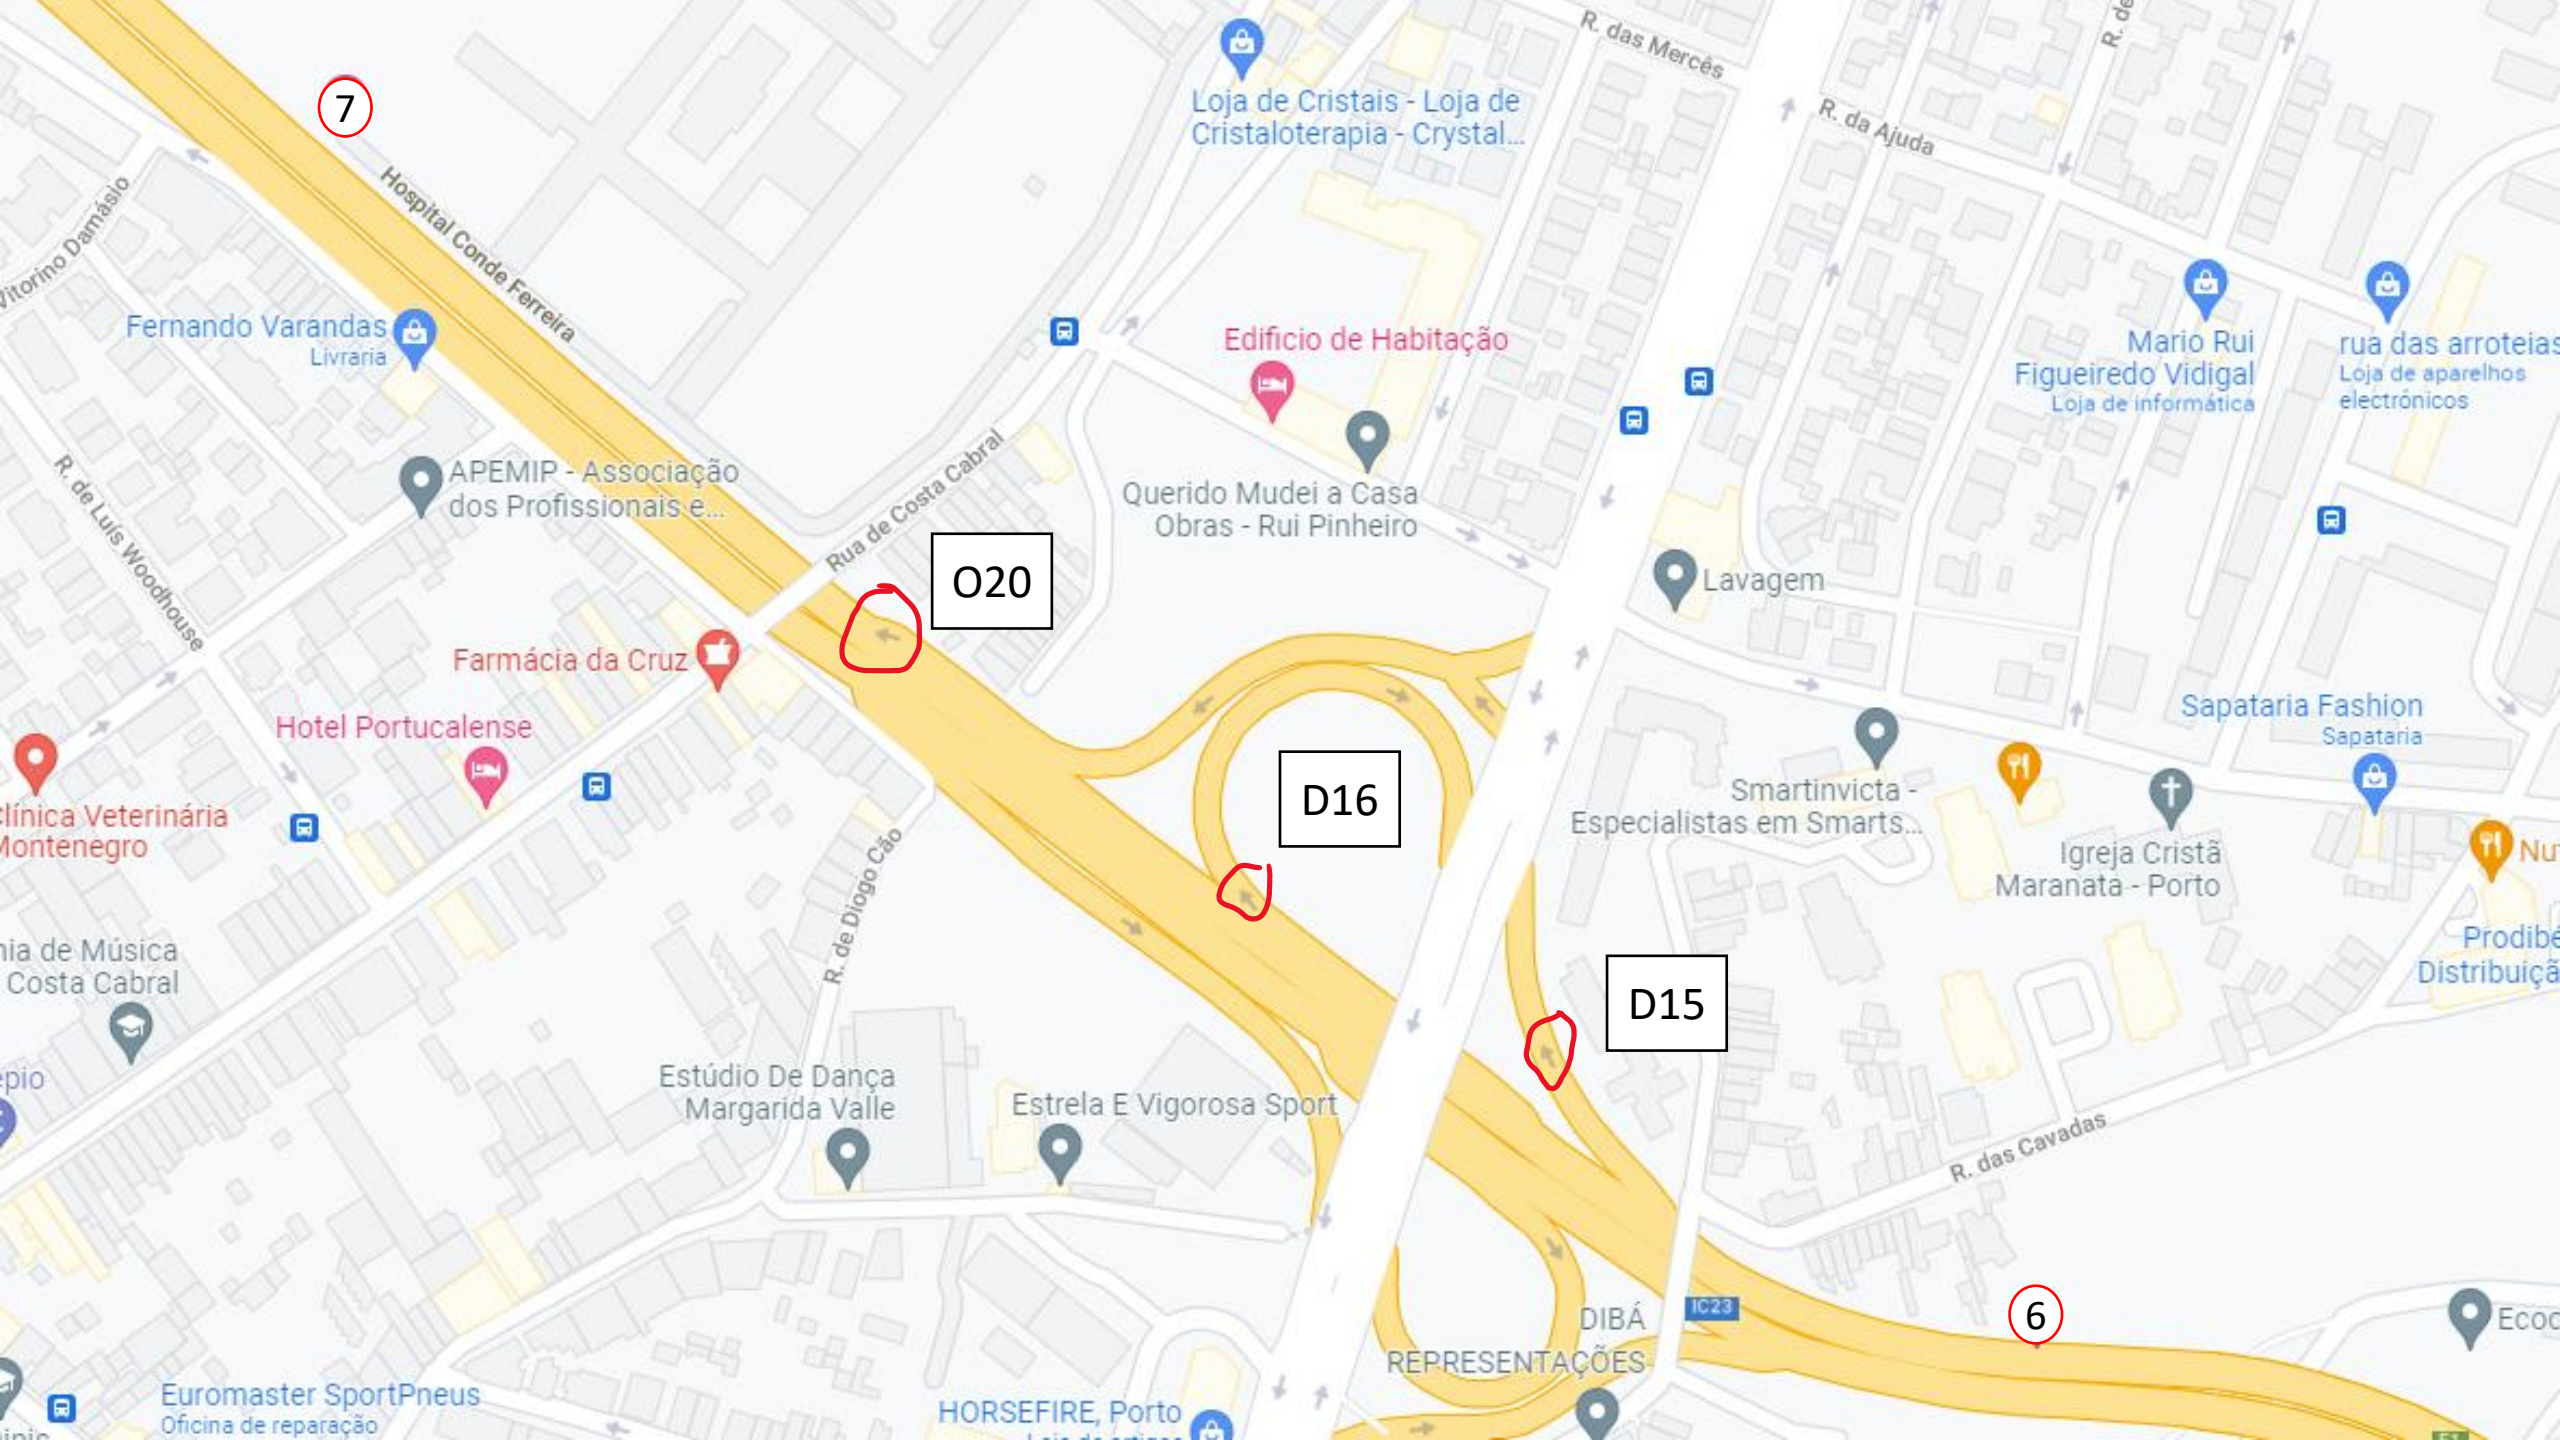 R. das Mercês
7
Loja de Cristais - Loja de
Cristaloterapia - Crystal...
R. da Ajuda
Hospital Conde Ferreira
Vitorino Damásio
Fernando Varandas
Livraria
Edificio de Habitação
Mario Rui
Figueiredo Vidigal
Loja de informática
rua das arroteias
Loja de aparelhos
electrónicos
APEMIP - Associação
dos Profissionais e...
R. de Luís Woodhouse
Rua de Costa Cabral
Querido Mudei a Casa
Obras - Rui Pinheiro
O20
Lavagem
Farmácia da Cruz
Hotel Portucalense
Sapataria Fashion
Sapataria
D16
Smartinvicta -
Especialistas em Smarts...
Clínica Veterinária
Montenegro
Igreja Cristã
Maranata - Porto
R. de Diogo Cão
Costa Cabral
D15
Estúdio De Dança
Margarida Valle
Estrela E Vigorosa Sport
R. das Cavadas
IC23
6
DIBÁ
REPRESENTAÇÕES
Euromaster SportPneus
Oficina de reparação
HORSEFIRE, Porto